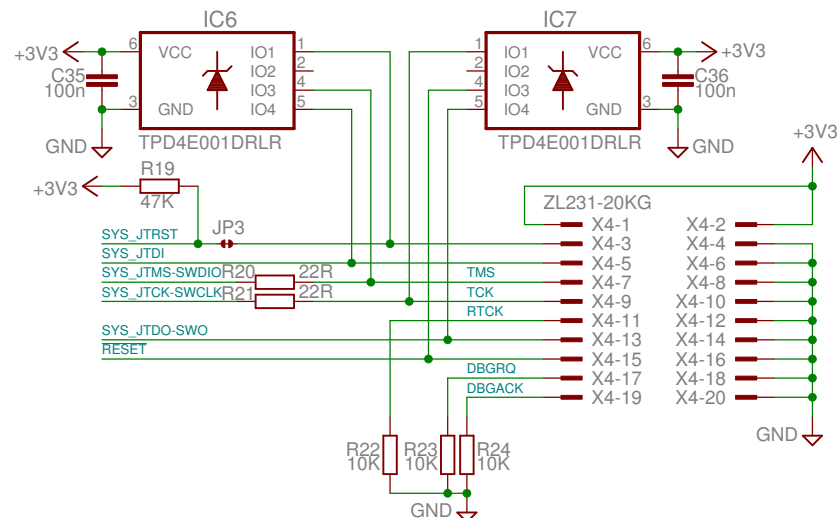 IC6
IC7
+3V3
6
VCC
IO1
1
IO2
2
IO3
4
IO4
5
3
GND
C35
100n
GND
TPD4E001DRLR
1
IO1
VCC
6
+3V3
2
IO2
4
IO3
5
IO4
GND
3
C36
100n
TPD4E001DRLR
GND
+3V3
R19
+3V3
47K
ZL231-20KG
JP3
SYS_JTRST
SYS_JTDI
SYS_JTMS-SWDIO
R20
22R
TMS
SYS_JTCK-SWCLK
R21
22R
TCK
RTCK
SYS_JTDO-SWO
RESET
DBGRQ
DBGACK
X4-1
X4-2
X4-3
X4-4
X4-5
X4-6
X4-7
X4-8
X4-9
X4-10
X4-11
X4-12
X4-13
X4-14
X4-15
X4-16
X4-17
X4-18
X4-19
X4-20
GND
R22
10K
R23
10K
R24
10K
GND